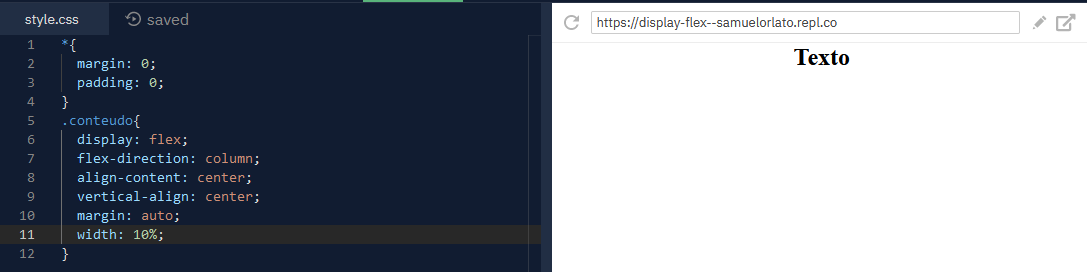 style.css saved
https://display-flex--samuelorlato.repl.co
Texto
1 *{
2 margin: 0;
3 padding: 0;
4 }
5 .conteudo{
6 display: flex;
7 flex-direction: column;
8 align-content: center;
9 vertical-align: center;
10 margin: auto;
11 width: 10%;
12 }